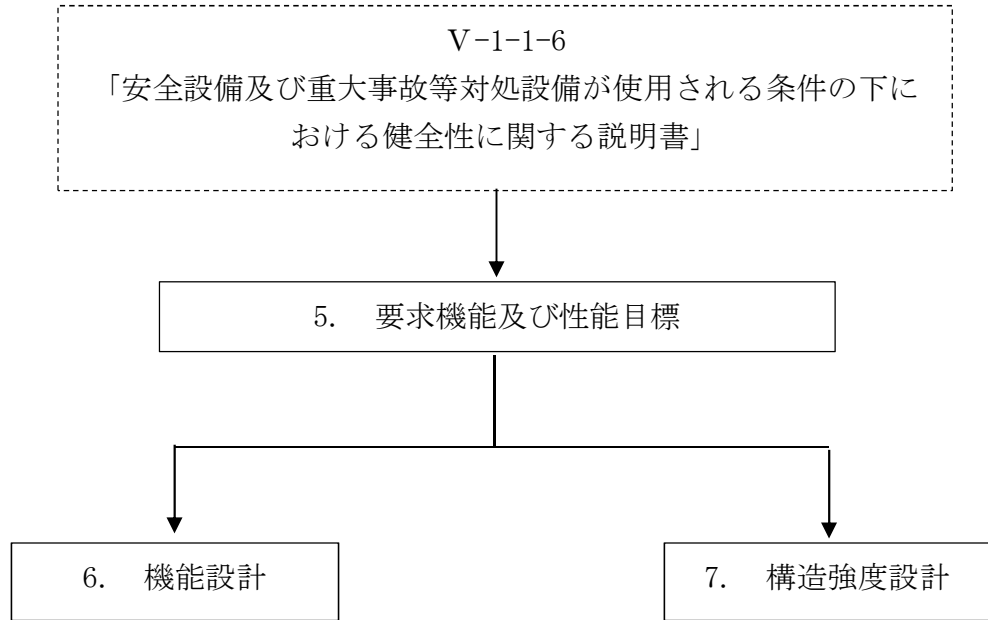 Ⅴ-1-1-6
「安全設備及び重大事故等対処設備が使用される条件の下に
おける健全性に関する説明書」
5. 要求機能及び性能目標
6. 機能設計
7. 構造強度設計